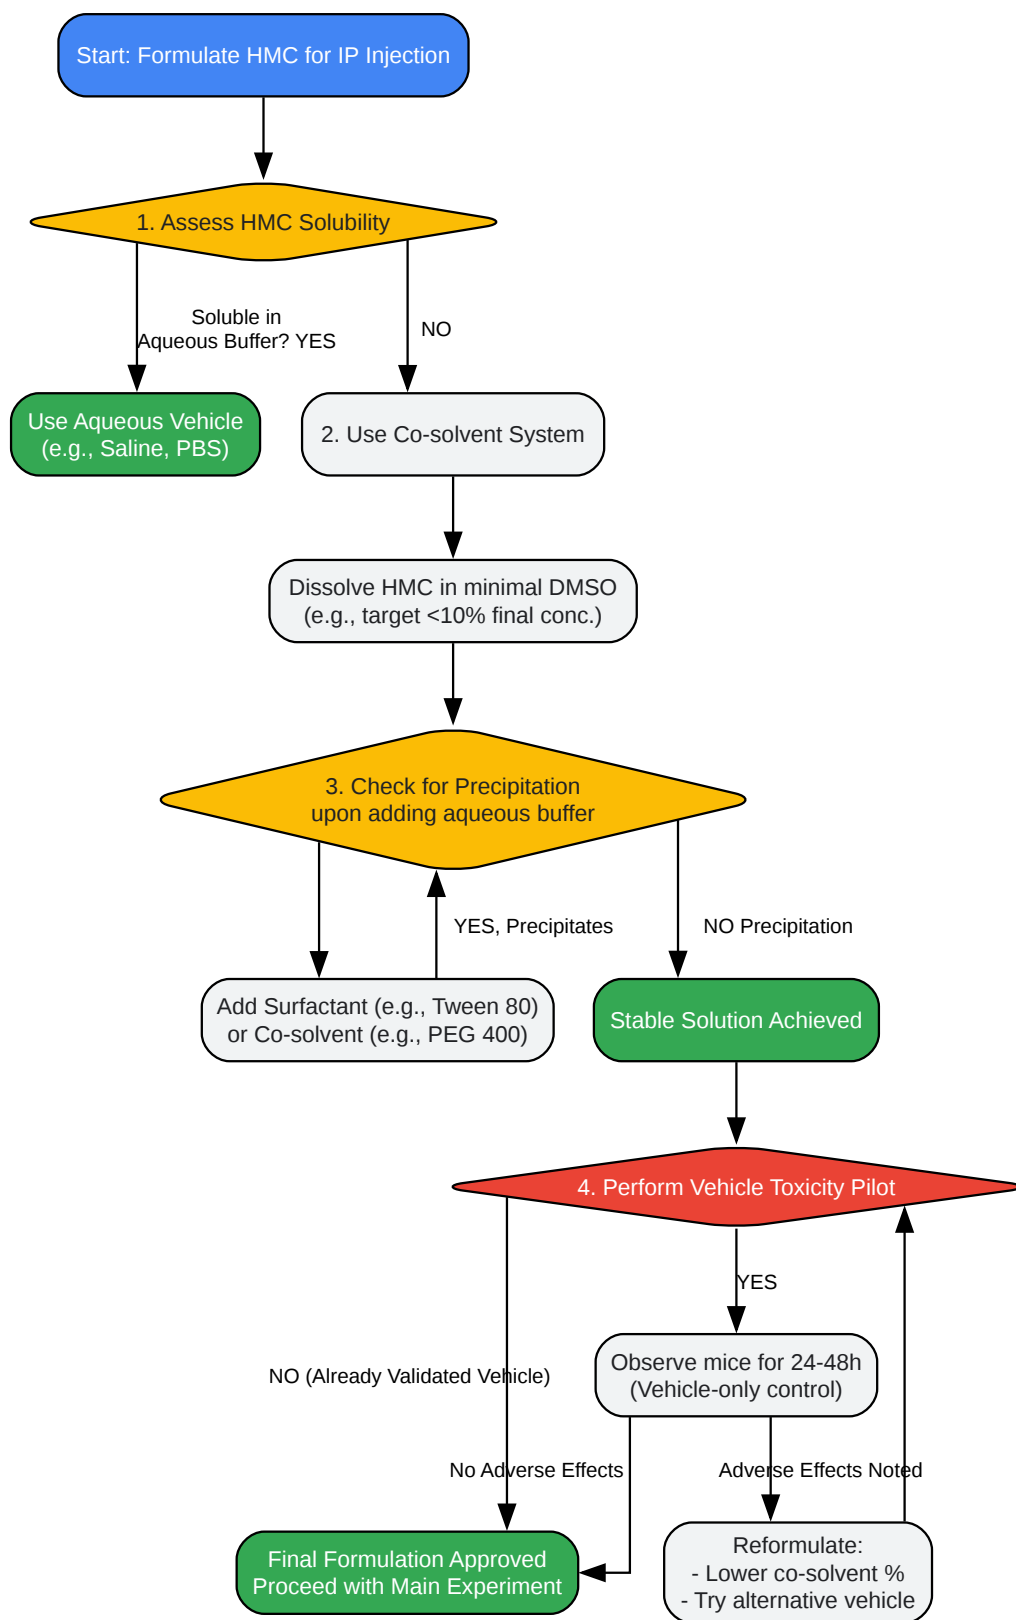 Start: Formulate HMC for IP Injection
1. Assess HMC Solubility
Soluble in
Aqueous Buffer? YES
NO
Use Aqueous Vehicle
(e.g., Saline, PBS)
2. Use Co-solvent System
Dissolve HMC in minimal DMSO
(e.g., target <10% final conc.)
3. Check for Precipitation
upon adding aqueous buffer
YES, Precipitates
NO Precipitation
Add Surfactant (e.g., Tween 80)
or Co-solvent (e.g., PEG 400)
Stable Solution Achieved
4. Perform Vehicle Toxicity Pilot
YES
NO (Already Validated Vehicle)
Observe mice for 24-48h
(Vehicle-only control)
No Adverse Effects
Adverse Effects Noted
Final Formulation Approved
Proceed with Main Experiment
Reformulate:
- Lower co-solvent %
- Try alternative vehicle